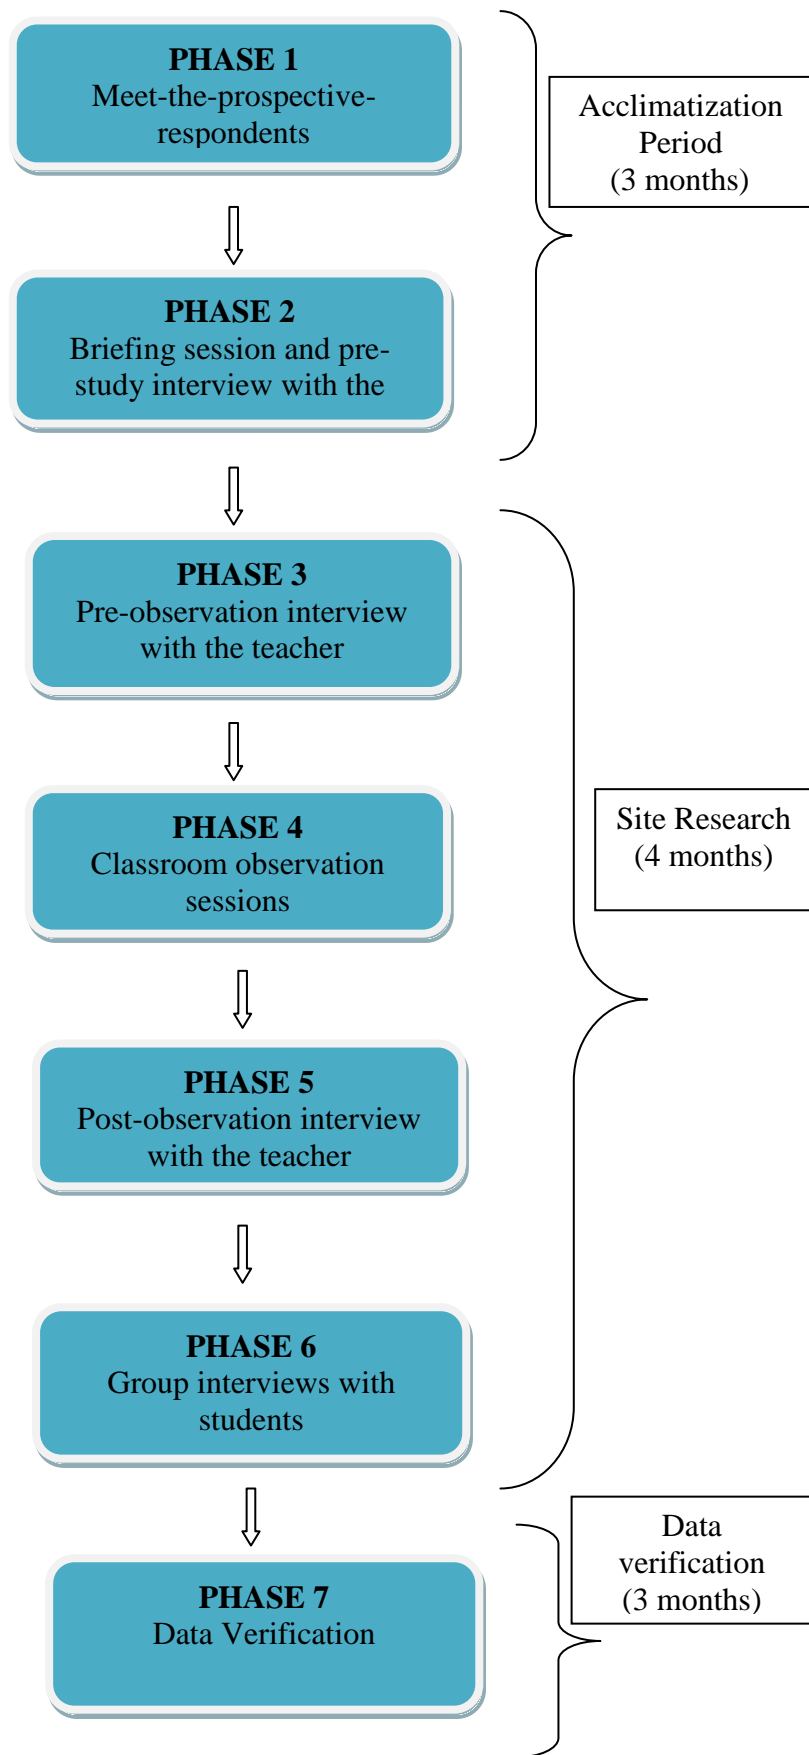 PHASE 1
Meet-the-prospective-
respondents
Acclimatization
Period
(3 months)
PHASE 2
Briefing session and pre-
study interview with the
PHASE 3
Pre-observation interview
with the teacher
PHASE 4
Classroom observation
sessions
Site Research
(4 months)
PHASE 5
Post-observation interview
with the teacher
PHASE 6
Group interviews with
students
Data
verification
(3 months)
PHASE 7
Data Verification